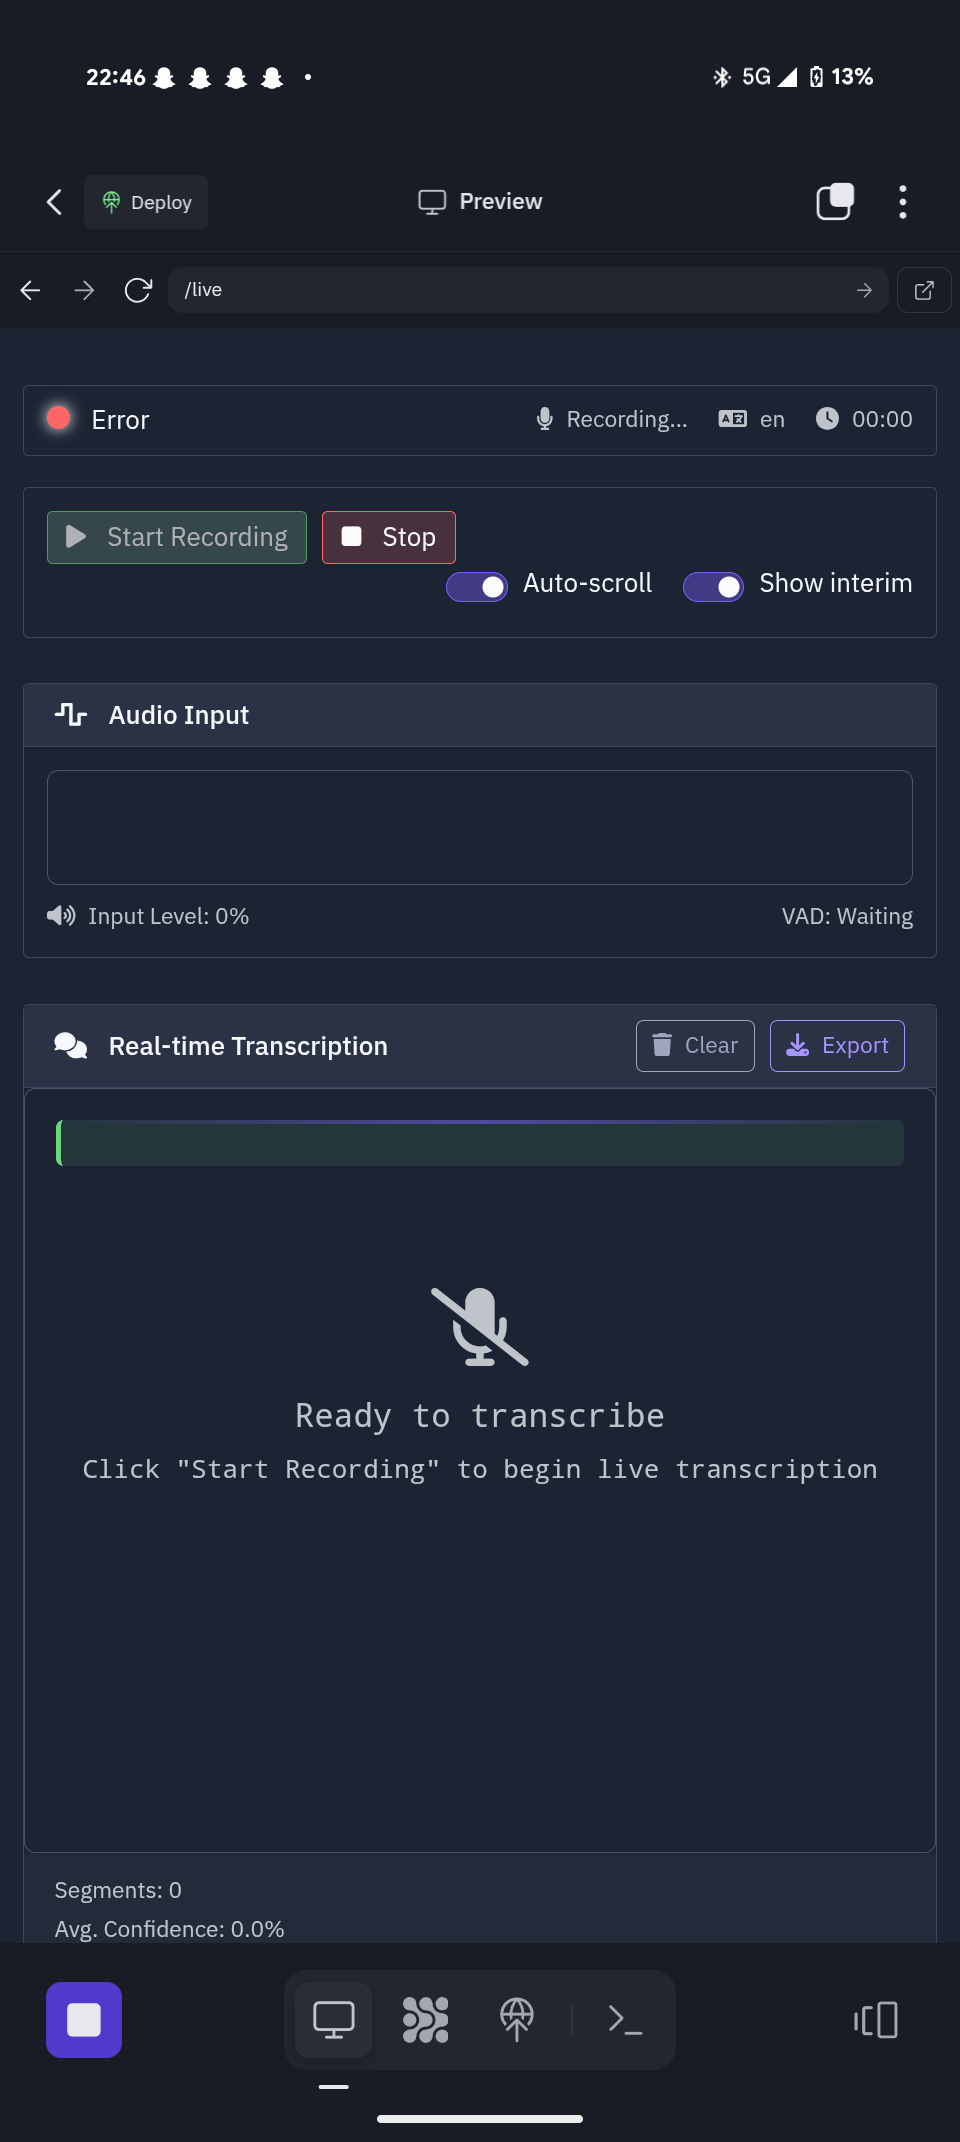 22:46
5G 13%
Deploy
Preview
/live
Error
Recording...
en
00:00
Start Recording
Stop
Auto-scroll
Show interim
Audio Input
Input Level: 0%
VAD: Waiting
Real-time Transcription
Clear
Export
Ready to transcribe
Click "Start Recording" to begin live transcription
Segments: 0
Avg. Confidence: 0.0%